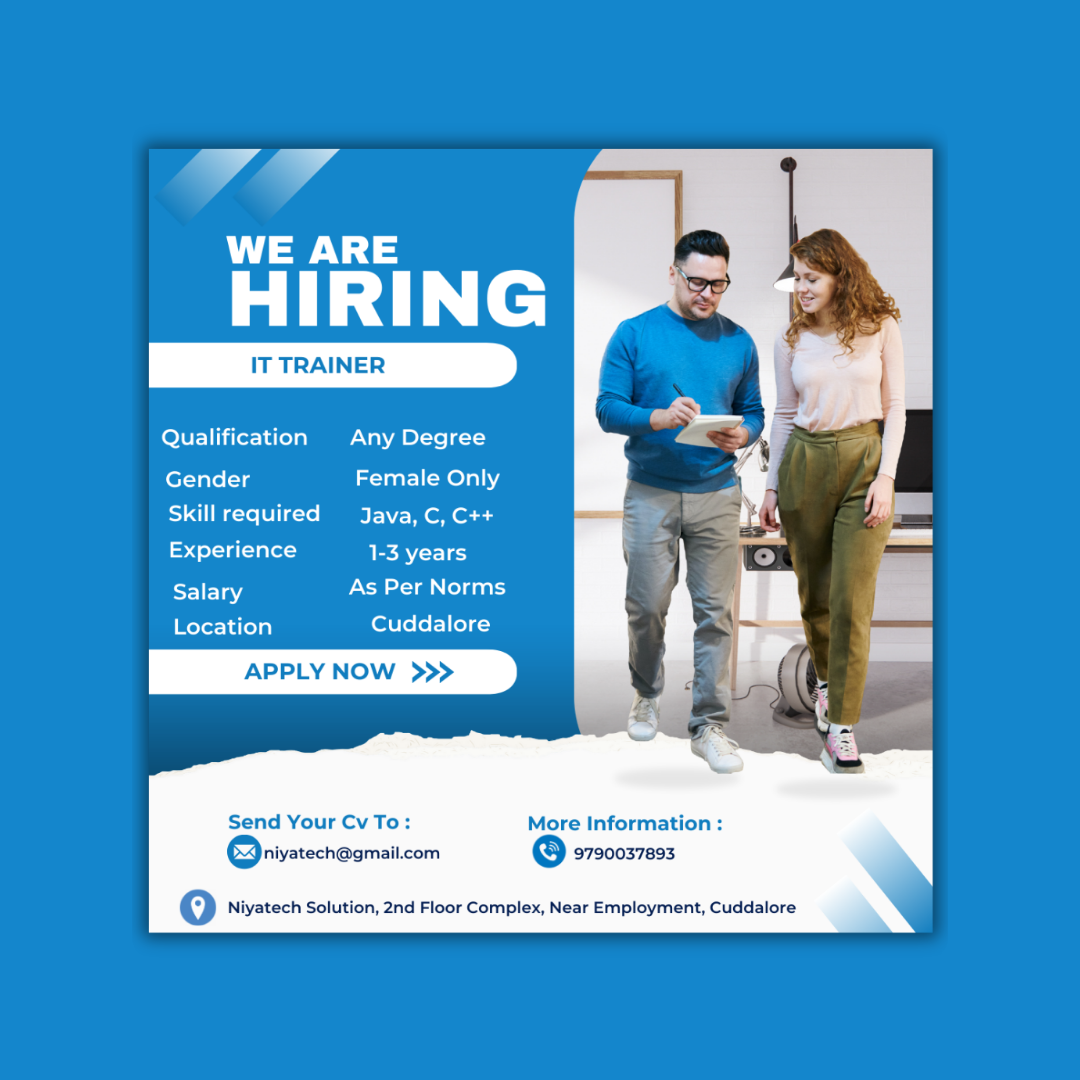 WE ARE
HIRING
IT TRAINER
Qualification Any Degree
Gender Female Only
Skill required Java, C, C++
Experience 1-3 years
Salary As Per Norms
Location Cuddalore
APPLY NOW >>>
Send Your Cv To :
niyatech@gmail.com
More Information :
9790037893
Niyatech Solution, 2nd Floor Complex, Near Employment, Cuddalore